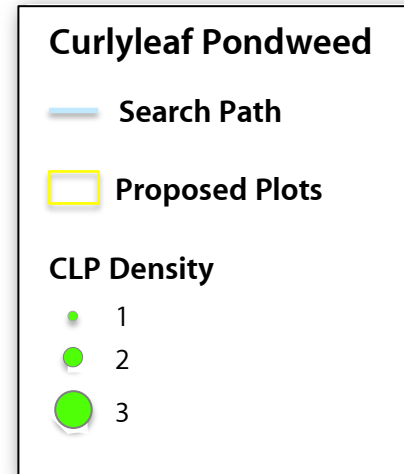 Curlyleaf Pondweed
Search Path
Proposed Plots
CLP Density
1
2
3